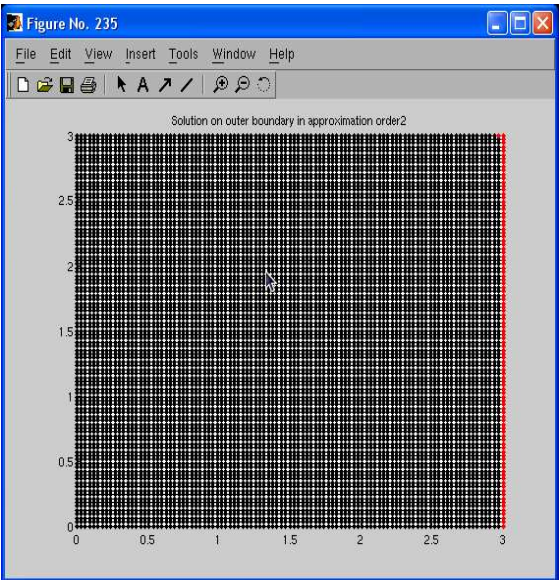 Figure No. 235
File Edit View Insert Tools Window Help
A
Solution on outer boundary in approximation order2
3
2.5
2
1.5
1
0.5
0
0 0.5 1 1.5 2 2.5 3